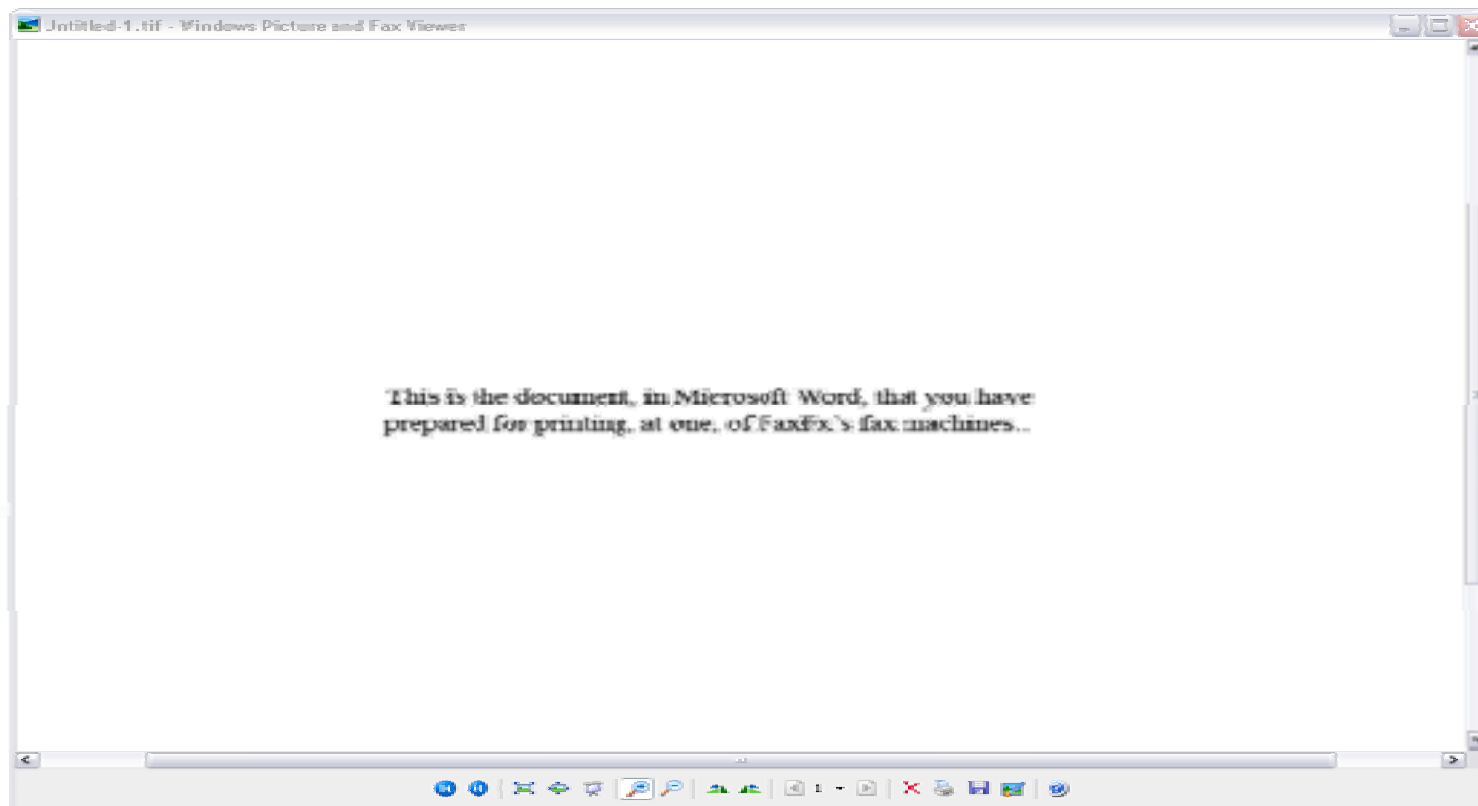 Untitled-1.tif - Windows Picture and Fax Viewer
This is the document, in Microsoft Word, that you have
prepared for printing, at one, of FaxFx's fax machines...
1